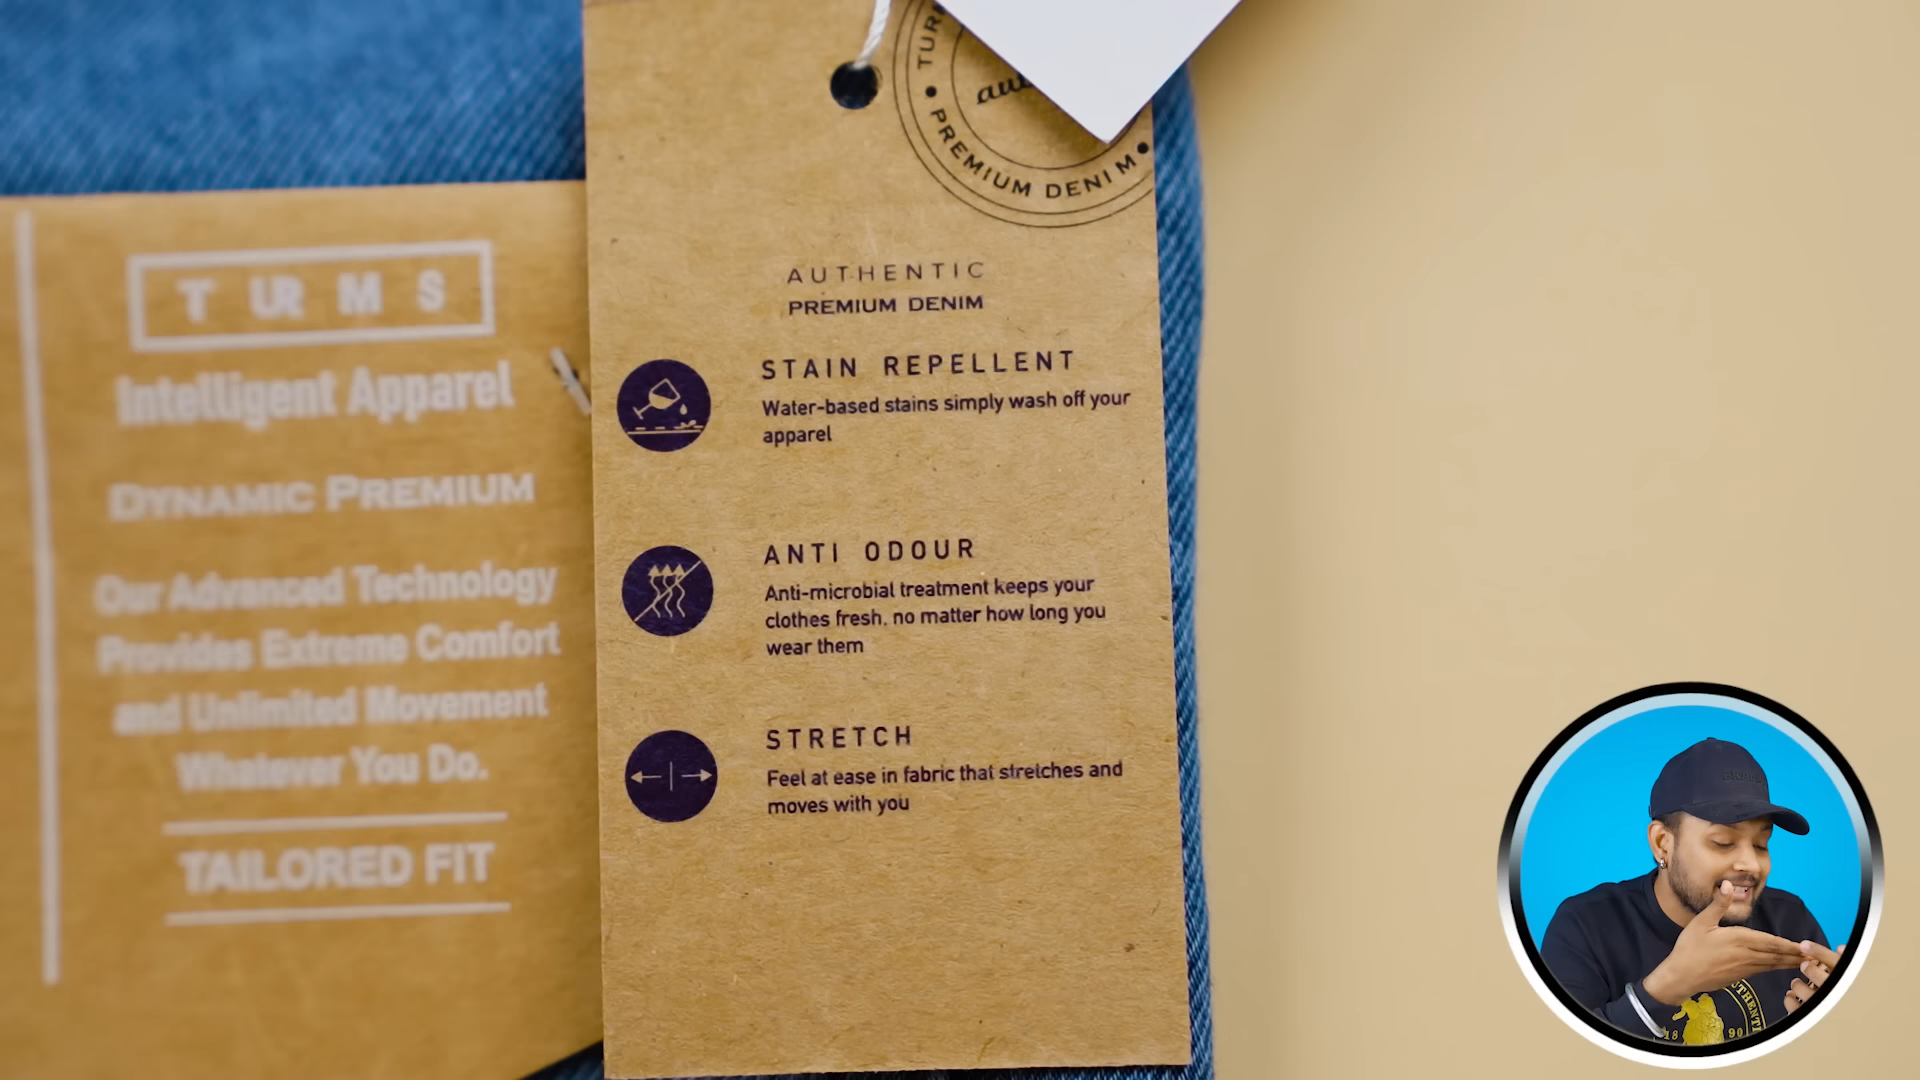 TURMS
Intelligent Apparel
DYNAMIC PREMIUM
Our Advanced Technology
Provides Extreme Comfort
and Unlimited Movement
Whatever You Do.
TAILORED FIT
PREMIUM DENIM
AUTHENTIC
PREMIUM DENIM
STAIN REPELLENT
Water-based stains simply wash off your
apparel
ANTI ODOUR
Anti-microbial treatment keeps your
clothes fresh, no matter how long you
wear them
STRETCH
Feel at ease in fabric that stretches and
moves with you
18 90